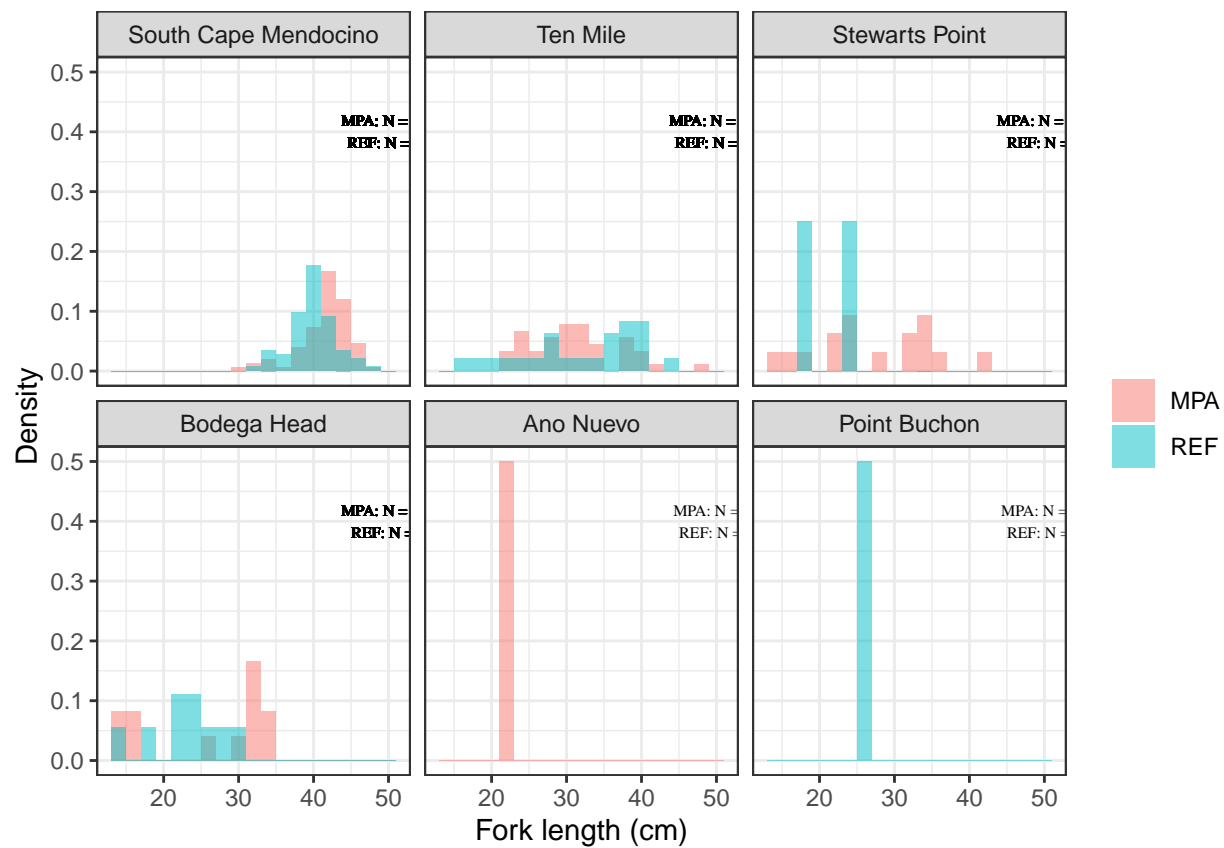 South Cape Mendocino Ten Mile Stewarts Point
0.5
MPA: N = MPA: N = MPA: N =
0.4
REF: N = REF: N = REF: N =
0.3
0.2
0.1
0.0
Density
Bodega Head Ano Nuevo Point Buchon
MPA
REF
0.5
MPA: N = MPA: N = MPA: N =
0.4
REF: N = REF: N = REF: N =
0.3
0.2
0.1
0.0
20 30 40 50 20 30 40 50 20 30 40 50
Fork length (cm)